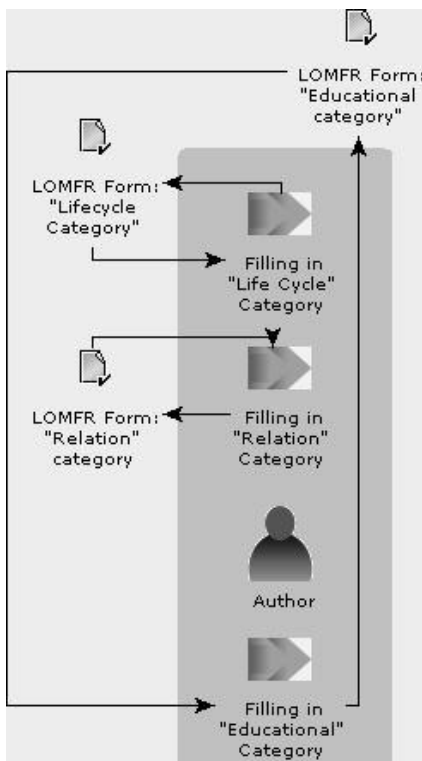 LOMFR Form:
"Educational
category"
LOMFR Form:
"Lifecycle
Category"
Filling in
"Life Cycle"
Category
LOMFR Form:
"Relation"
category
Filling in
"Relation"
Category
Author
Filling in
"Educational"
Category